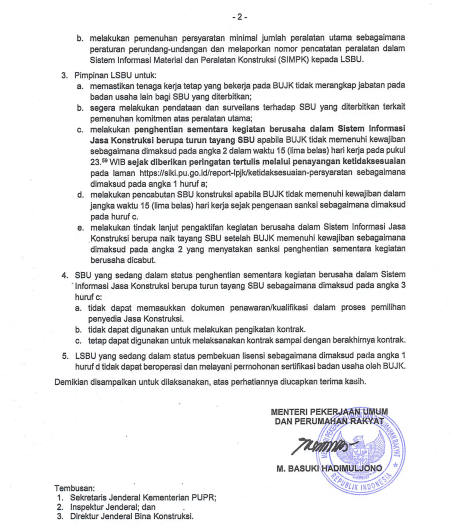 - 2 -
b. melakukan pemenuhan persyaratan minimal jumlah peralatan utama sebagaimana
peraturan perundang-undangan dan melaporkan nomor pencatatan peralatan dalam
Sistem Informasi Material dan Peralatan Konstruksi (SIMPK) kepada LSBU.
3. Pimpinan LSBU untuk:
a. memastikan tenaga kerja tetap yang bekerja pada BUJK tidak merangkap jabatan pada
badan usaha lain bagi SBU yang diterbitkan;
b. segera melakukan pendataan dan surveilans terhadap SBU yang diterbitkan terkait
pemenuhan komitmen atas peralatan utama;
c. melakukan penghentian sementara kegiatan berusaha dalam Sistem Informasi
Jasa Konstruksi berupa turun tayang SBU apabila BUJK tidak memenuhi kewajiban
sebagaimana dimaksud pada angka 2 dalam waktu 15 (lima belas) hari kerja pada pukul
23.59 WIB sejak diberikan peringatan tertulis melalui penayangan ketidaksesuaian
pada laman https://siki.pu.go.id/report-lpjk/ketidaksesuaian-persyaratan sebagaimana
dimaksud pada angka 1 huruf a;
d. melakukan pencabutan SBU konstruksi apabila BUJK tidak memenuhi kewajiban dalam
jangka waktu 15 (lima belas) hari kerja sejak pengenaan sanksi sebagaimana dimaksud
pada huruf c.
e. melakukan tindak lanjut pengaktifan kegiatan berusaha dalam Sistem Informasi Jasa
Konstruksi berupa naik tayang SBU setelah BUJK memenuhi kewajiban sebagaimana
dimaksud pada angka 2 yang menyatakan sanksi penghentian sementara kegiatan
berusaha dicabut.
4. SBU yang sedang dalam status penghentian sementara kegiatan berusaha dalam Sistem
Informasi Jasa Konstruksi berupa turun tayang SBU sebagaimana dimaksud pada angka 3
huruf c:
a. tidak dapat memasukkan dokumen penawaran/kualifikasi dalam proses pemilihan
penyedia Jasa Konstruksi.
b. tidak dapat digunakan untuk melakukan pengikatan kontrak.
c. tetap dapat digunakan untuk melaksanakan kontrak sampai dengan berakhirnya kontrak.
5. LSBU yang sedang dalam status pembekuan lisensi sebagaimana dimaksud pada angka 1
huruf d tidak dapat beroperasi dan melayani permohonan sertifikasi badan usaha oleh BUJK.
Demikian disampaikan untuk dilaksanakan, atas perhatiannya diucapkan terima kasih.
MENTERI PEKERJAAN UMUM
DAN PERUMAHAN RAKYAT
M. BASUKI HADIMULJONO
REPUBLIK INDONESIA
Tembusan:
1. Sekretaris Jenderal Kementerian PUPR;
2. Inspektur Jenderal; dan
3. Direktur Jenderal Bina Konstruksi.